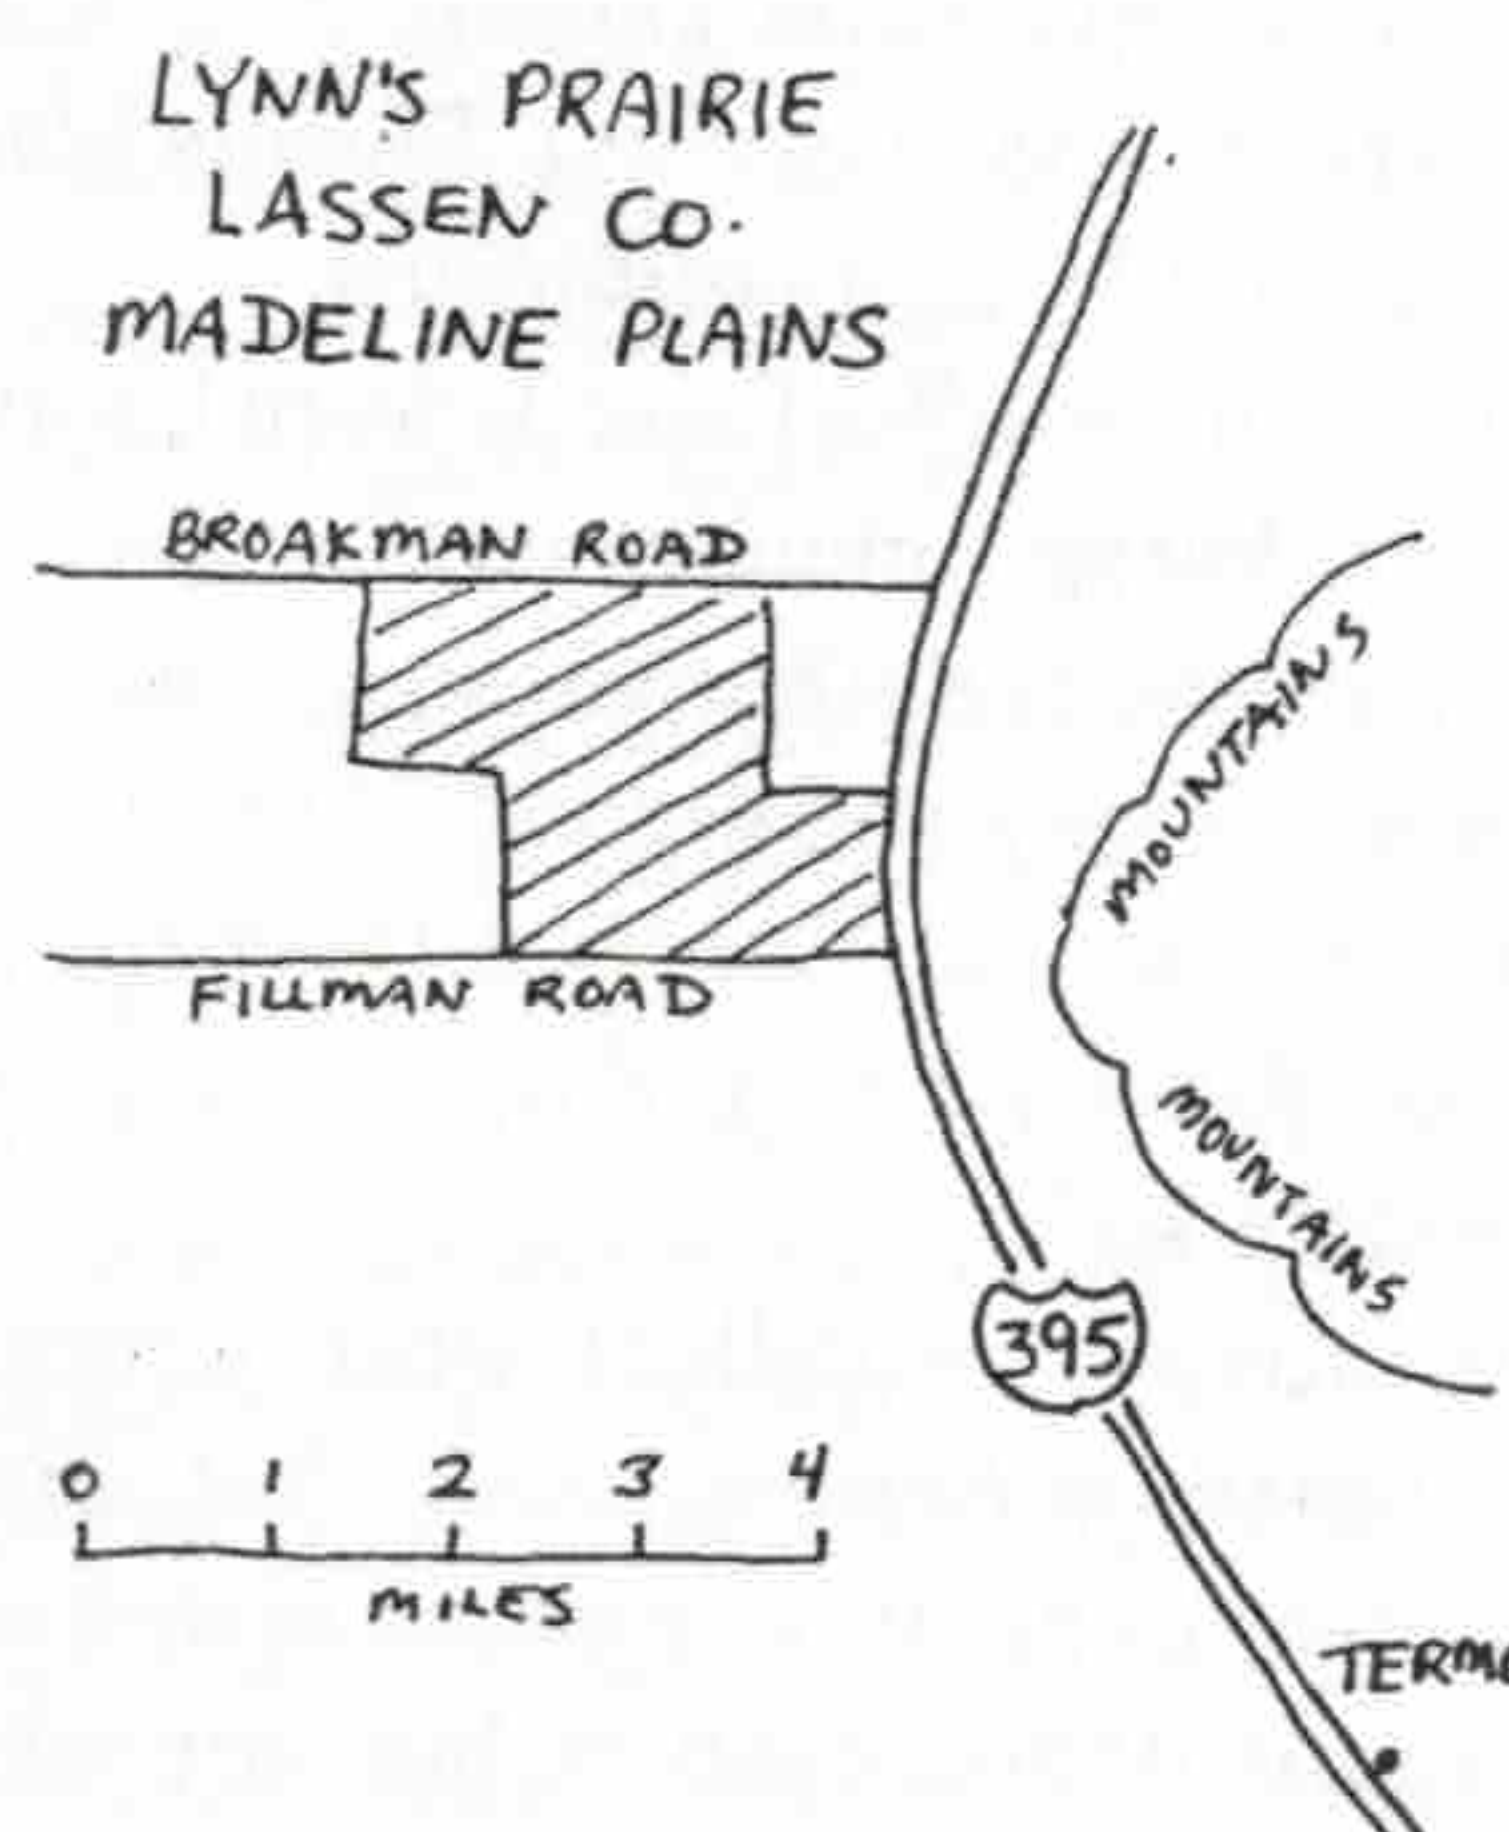 LYNN'S PRAIRIE
LASSEN CO.
MADELINE PLAINS
BROAKMAN ROAD
MOUNTAINS
FILLMAN ROAD
MOUNTAINS
395
0 1 2 3 4
MILES